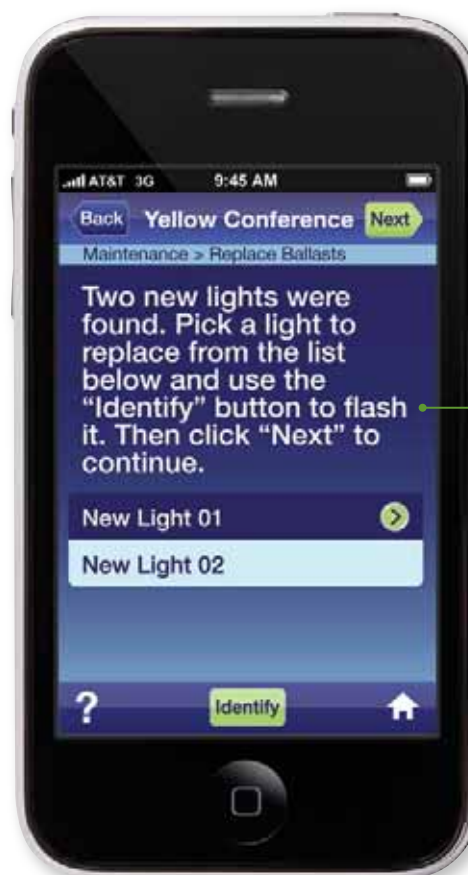 AT&T 3G 9:45 AM
Back Yellow Conference Next
Maintenance > Replace Ballasts
Two new lights were
found. Pick a light to
replace from the list
below and use the
“Identify” button to flash
it. Then click “Next” to
continue.
New Light 01
New Light 02
? Identify